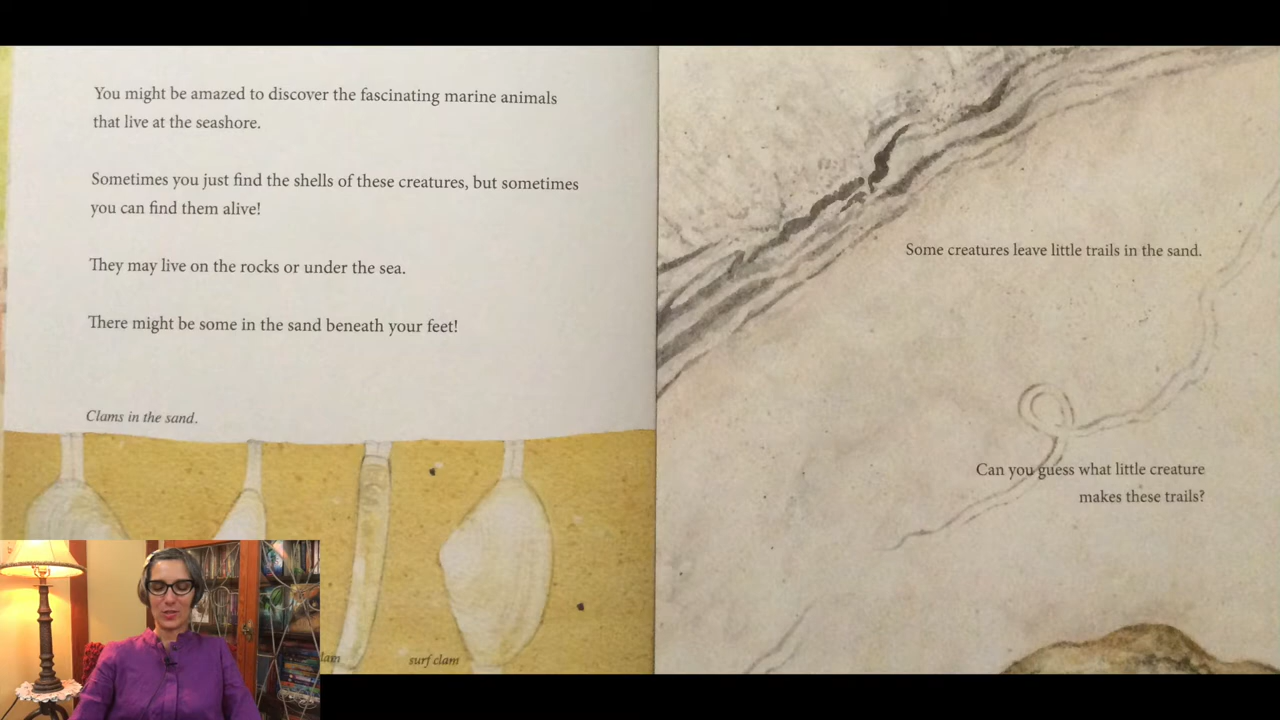 You might be amazed to discover the fascinating marine animals
that live at the seashore.
Sometimes you just find the shells of these creatures, but sometimes
you can find them alive!
They may live on the rocks or under the sea.
There might be some in the sand beneath your feet!
Clams in the sand.
surf clam
Some creatures leave little trails in the sand.
Can you guess what little creature
makes these trails?